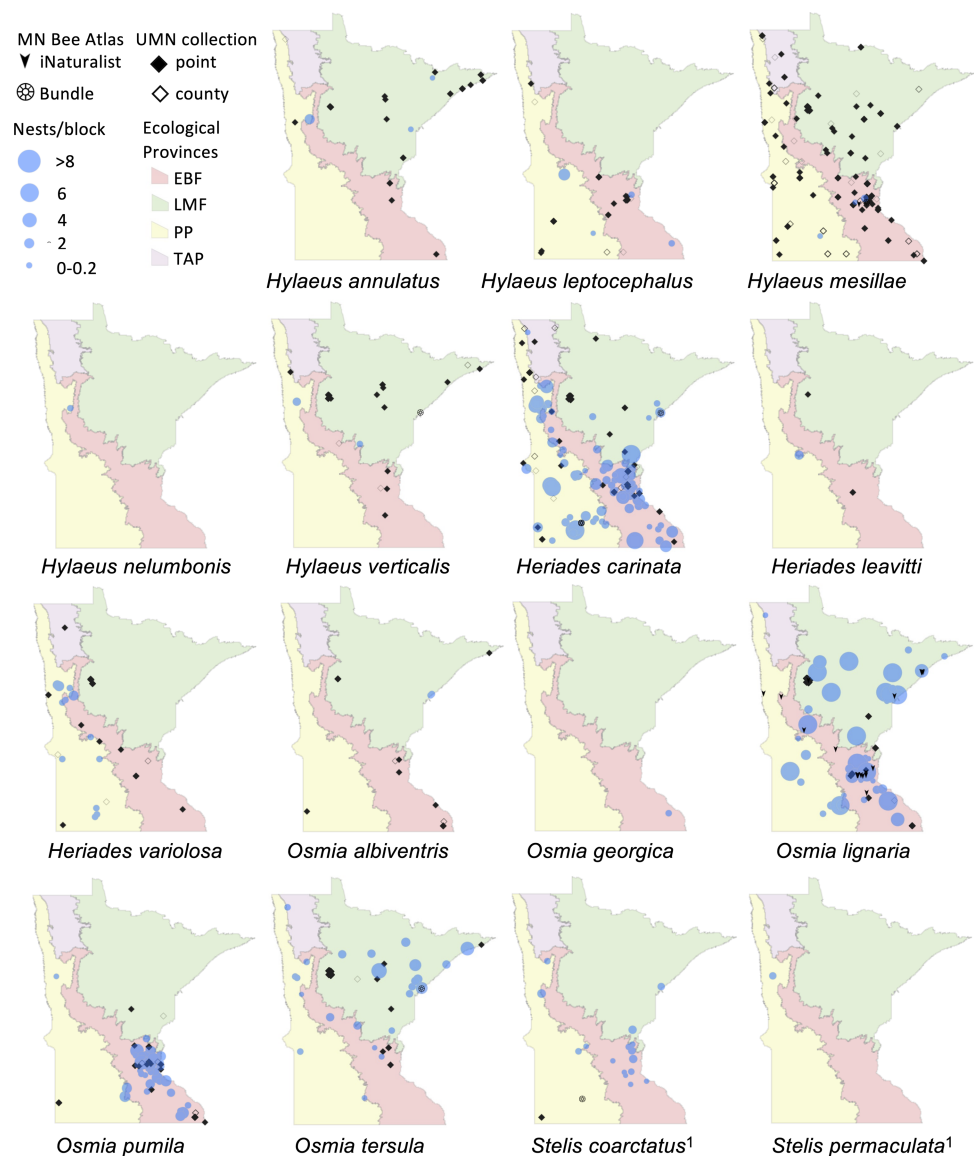 MN Bee Atlas
UMN collection
iNaturalist
point
Bundle
county
Nests/block
Ecological
Provinces
>8
6
4
- 2
0-0.2
EBF
LMF
PP
TAP
Hylaeus annulatus
Hylaeus leptocephalus
Hylaeus mesillae
Hylaeus nelumbonis
Hylaeus verticalis
Heriades carinata
Heriades leavitti
Heriades variolosa
Osmia albiventris
Osmia georgica
Osmia lignaria
Osmia pumila
Osmia tersula
Stelis coarctatus1
Stelis permaculata1